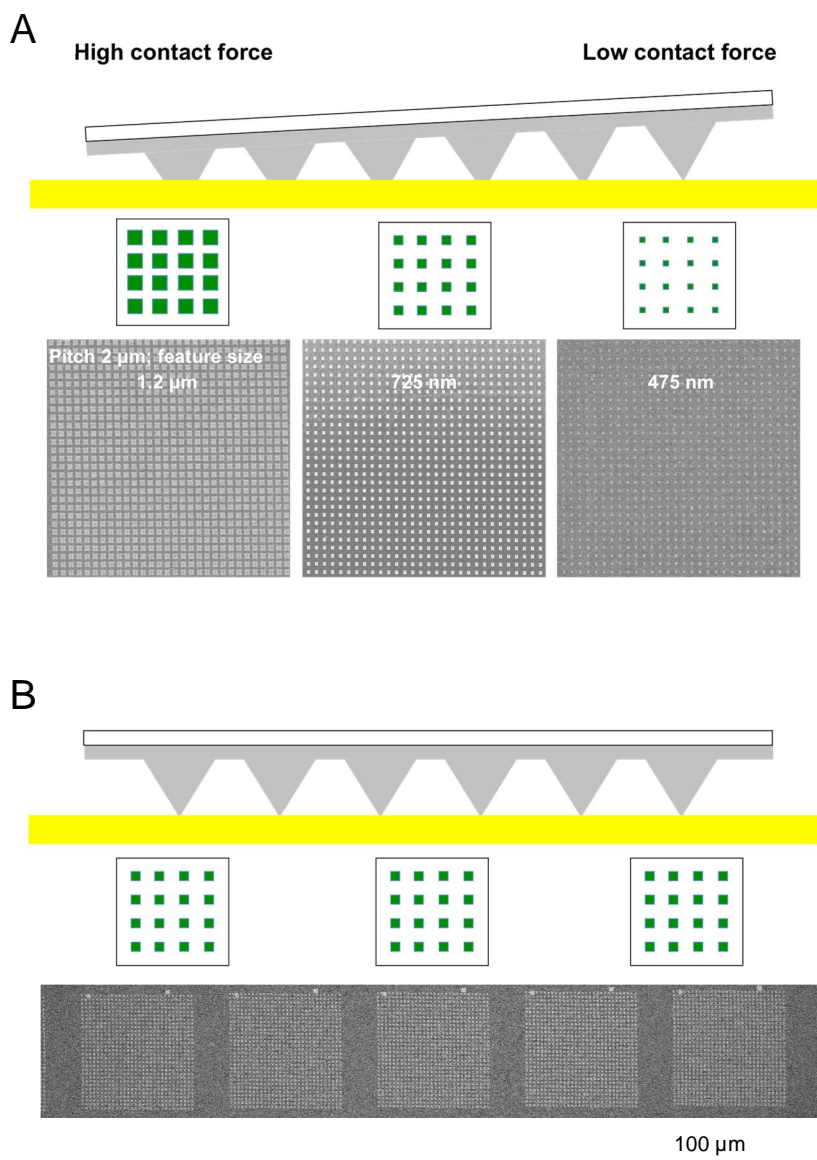 A
High contact force
Low contact force
Pitch 2 µm; feature size
1.2 µm
725 nm
475 nm
B
100 µm